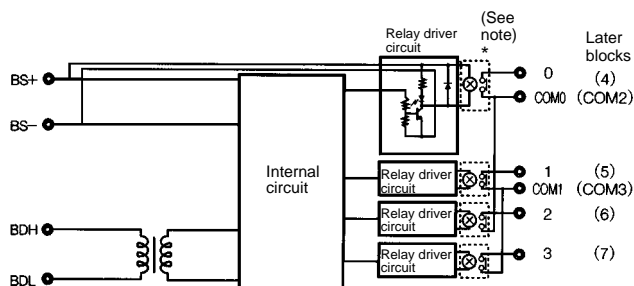 Relay driver
circuit
(See
note)
*
Later
blocks
BS+
BS−
0 (4)
COM0 (COM2)
Internal
circuit
Relay driver
circuit
1 (5)
COM1 (COM3)
Relay driver
circuit
2 (6)
BDH
Relay driver
circuit
3 (7)
BDL